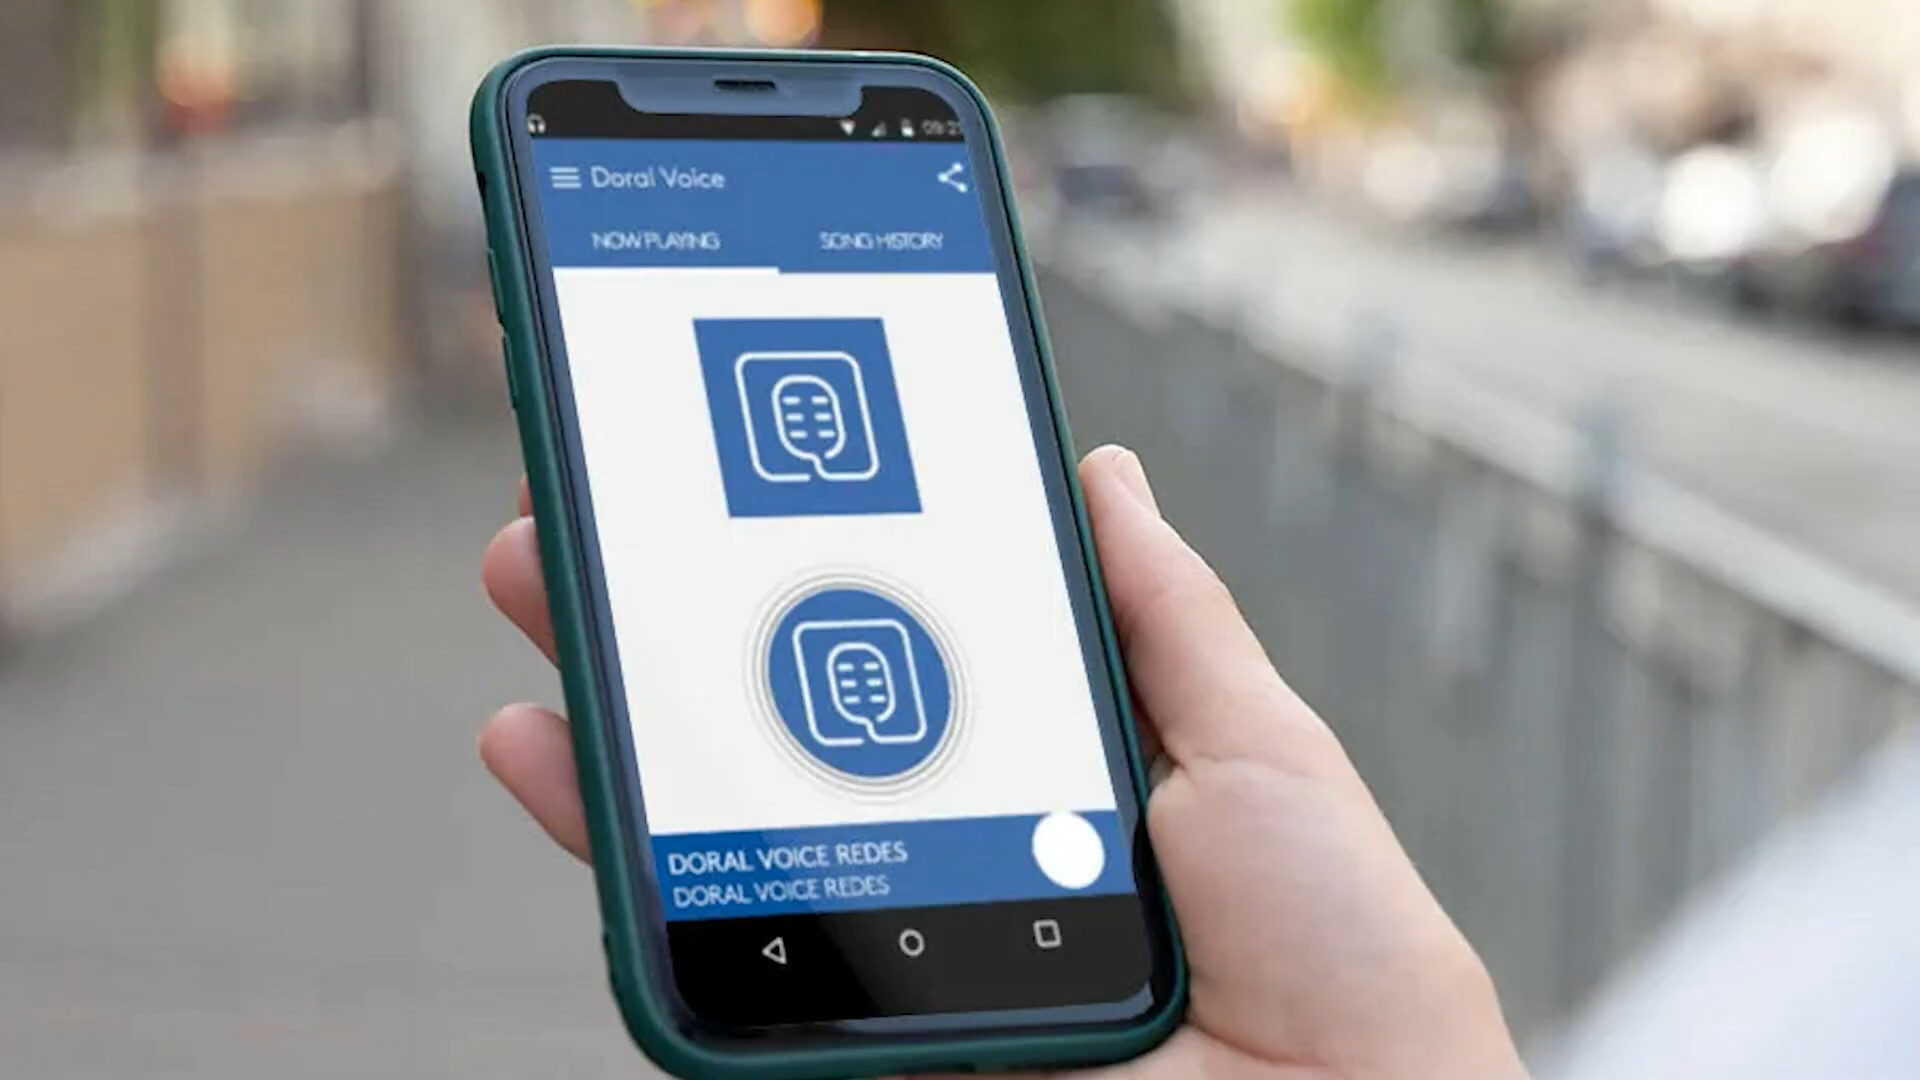 Doral Voice
NOW PLAYING
SONG HISTORY
DORAL VOICE REDES
DORAL VOICE REDES